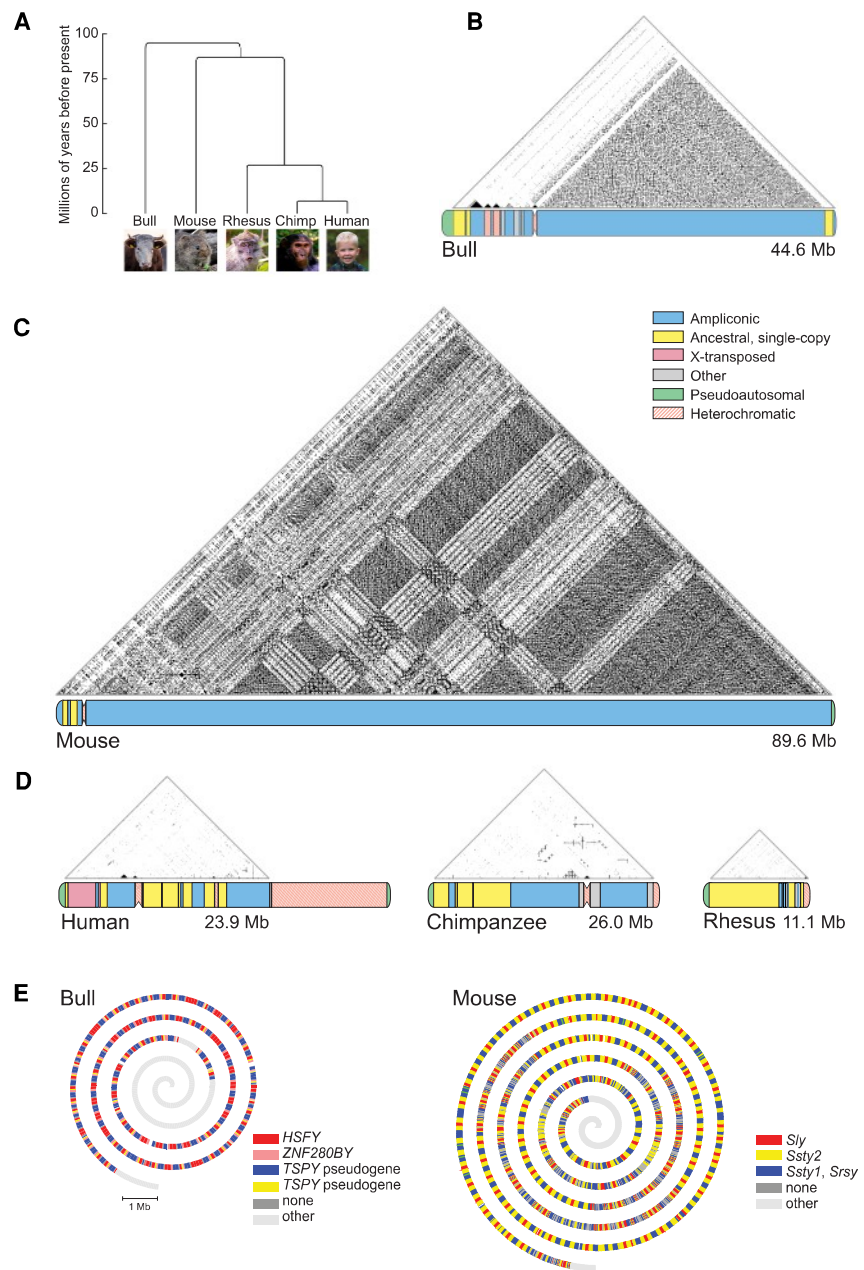 A
Millions of years before present
100
75
50
25
0
Bull Mouse Rhesus Chimp Human
B
Bull 44.6 Mb
C
Ampliconic
Ancestral, single-copy
X-transposed
Other
Pseudoautosomal
Heterochromatic
Mouse 89.6 Mb
D
Human 23.9 Mb
Chimpanzee 26.0 Mb
Rhesus 11.1 Mb
E
Bull
HSFY
ZNF280BY
TSPY pseudogene
TSPY pseudogene
none
other
1 Mb
Mouse
Sly
Ssty2
Ssty1, Srsy
none
other